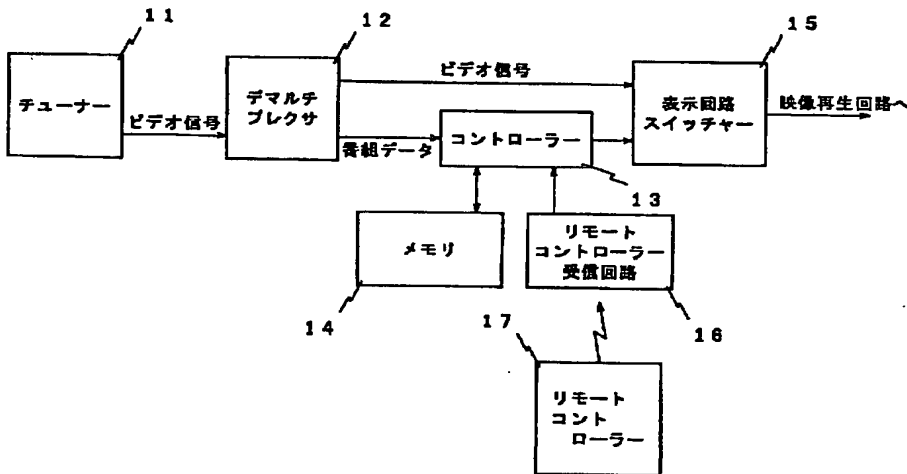 11
12
15
チューナー
ビデオ信号
デマルチ
プレクサ
ビデオ信号
番組データ
コントローラー
13
表示回路
スイッチャー
映像再生回路へ
メモリ
14
リモート
コントローラー
受信回路
16
17
リモート
コント
ローラー